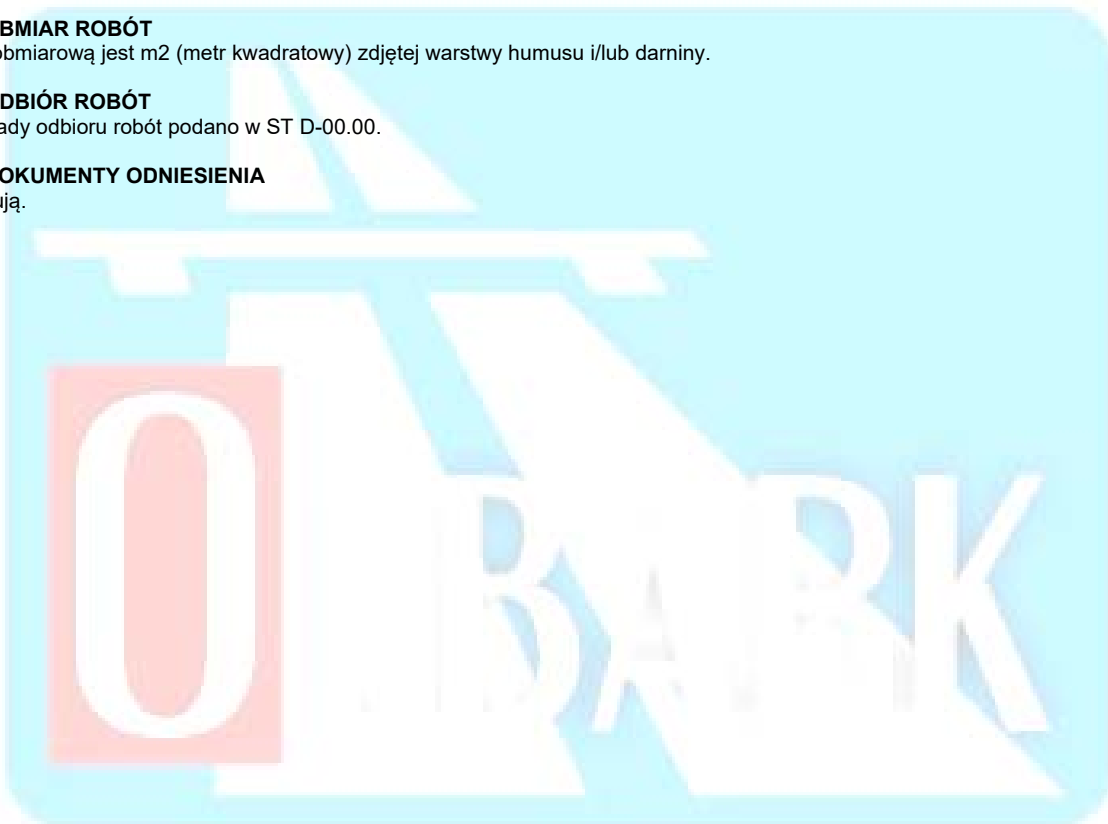 BMIAR ROBÓT
obmiarową jest m2 (metr kwadratowy) zdjętej warstwy humusu i/lub darniny.
DBIÓR ROBÓT
ady odbioru robót podano w ST D-00.00.
OKUMENTY ODNIESIENIA
ują.